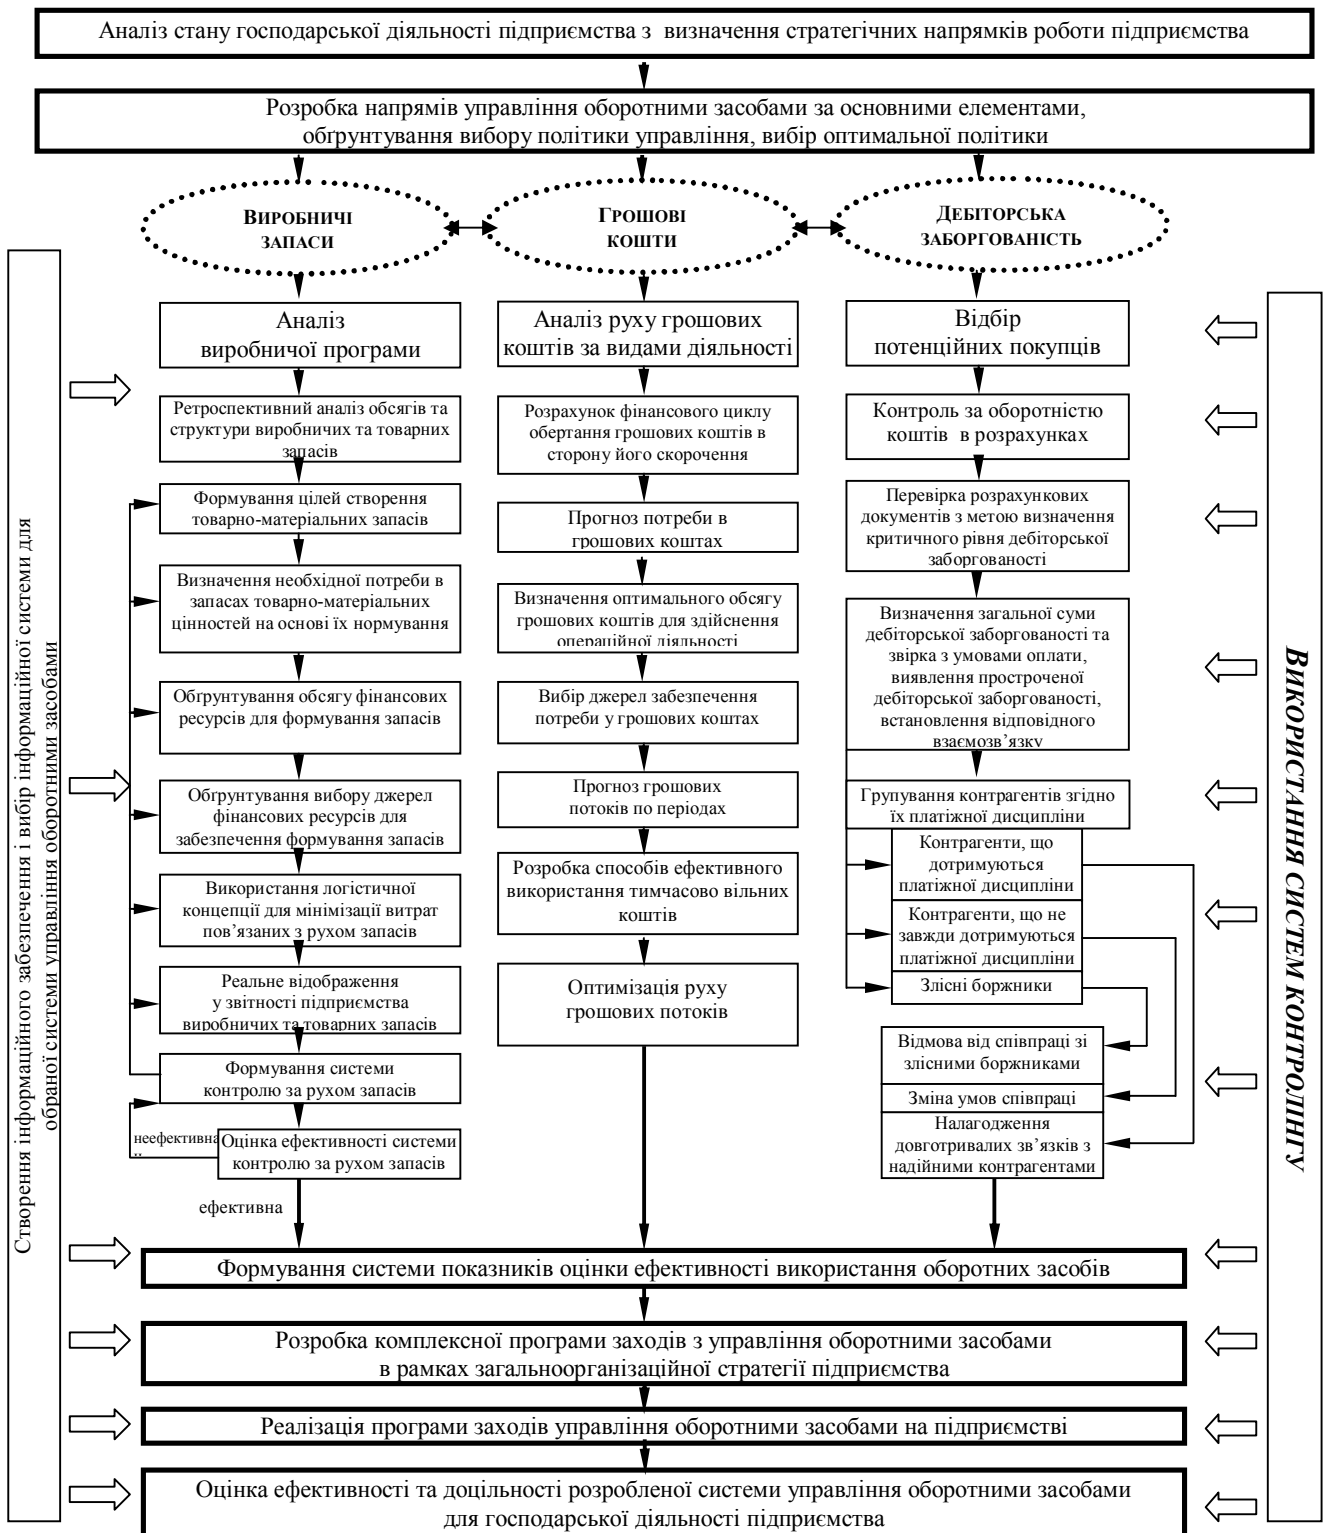 Аналіз стану господарської діяльності підприємства з визначення стратегічних напрямків роботи підприємства
Розробка напрямів управління оборотними засобами за основними елементами,
обґрунтування вибору політики управління, вибір оптимальної політики
ВИРОБНИЧІ
ЗАПАСИ
ГРОШОВІ
КОШТИ
ДЕБІТОРСЬКА
ЗАБОРГОВАНІСТЬ
Створення інформаційного забезпечення і вибір інформаційної системи для
обраної системи управління оборотними засобами
Аналіз
виробничої програми
Ретроспективний аналіз обсягів та
структури виробничих та товарних
запасів
Формування цілей створення
товарно-матеріальних запасів
Визначення необхідної потреби в
запасах товарно-матеріальних
цінностей на основі їх нормування
Обґрунтування обсягу фінансових
ресурсів для формування запасів
Обґрунтування вибору джерел
фінансових ресурсів для
забезпечення формування запасів
Використання логістичної
концепції для мінімізації витрат
пов’язаних з рухом запасів
Реальне відображення
у звітності підприємства
виробничих та товарних запасів
Формування системи
контролю за рухом запасів
неефективна
Оцінка ефективності системи
контролю за рухом запасів
ефективна
Аналіз руху грошових
коштів за видами діяльності
Розрахунок фінансового циклу
обертання грошових коштів в
сторону його скорочення
Прогноз потреби в
грошових коштах
Визначення оптимального обсягу
грошових коштів для здійснення
операційної діяльності
Вибір джерел забезпечення
потреби у грошових коштах
Прогноз грошових
потоків по періодах
Розробка способів ефективного
використання тимчасово вільних
коштів
Оптимізація руху
грошових потоків
Відбір
потенційних покупців
Контроль за оборотністю
коштів в розрахунках
Перевірка розрахункових
документів з метою визначення
критичного рівня дебіторської
заборгованості
Визначення загальної суми
дебіторської заборгованості та
звірка з умовами оплати,
виявлення простроченої
дебіторської заборгованості,
встановлення відповідного
взаємозв’язку
Групування контрагентів згідно
їх платіжної дисципліни
Контрагенти, що
дотримуються
платіжної дисципліни
Контрагенти, що не
завжди дотримуються
платіжної дисципліни
Злісні боржники
Відмова від співпраці зі
злісними боржниками
Зміна умов співпраці
Налагодження
довготривалих зв’язків з
надійними контрагентами
ВИКОРИСТАННЯ СИСТЕМ КОНТРОЛІНГУ
Формування системи показників оцінки ефективності використання оборотних засобів
Розробка комплексної програми заходів з управління оборотними засобами
в рамках загальноорганізаційної стратегії підприємства
Реалізація програми заходів управління оборотними засобами на підприємстві
Оцінка ефективності та доцільності розробленої системи управління оборотними засобами
для господарської діяльності підприємства